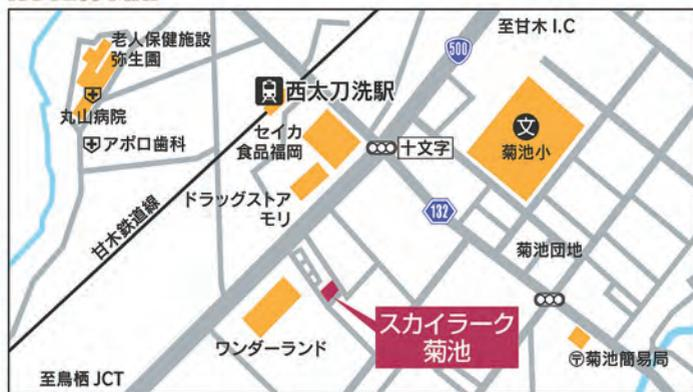 至甘木 I.C
老人保健施設
弥生園
500
丸山病院
西太刀洗駅
アポロ歯科
セイカ
食品福岡
十文字
文
菊池小
ドラッグストア
モリ
132
甘木鉄道線
菊池団地
スカイラーク
菊池
ワンダーランド
〒菊池簡易局
至鳥栖 JCT